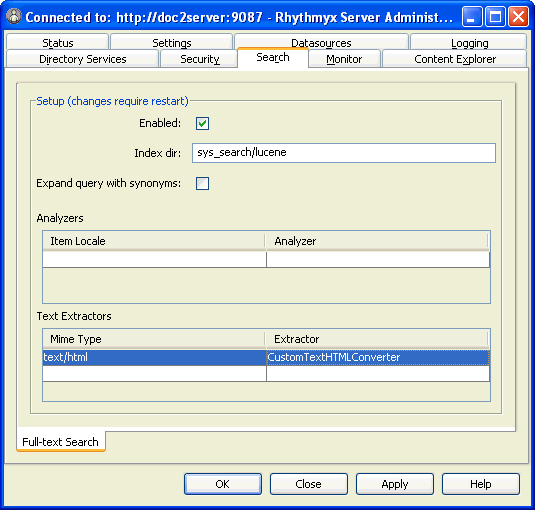 Connected to: http://doc2server:9087 - Rhythmyx Server Administ...
Status Settings Datasources Logging
Directory Services Security Search Monitor Content Explorer
Setup (changes require restart)
Enabled:
Index dir: sys_search/lucene
Expand query with synonyms:
Analyzers
Item Locale Analyzer
Text Extractors
Mime Type Extractor
text/html CustomTextHTMLConverter
Full-text Search
OK Close Apply Help